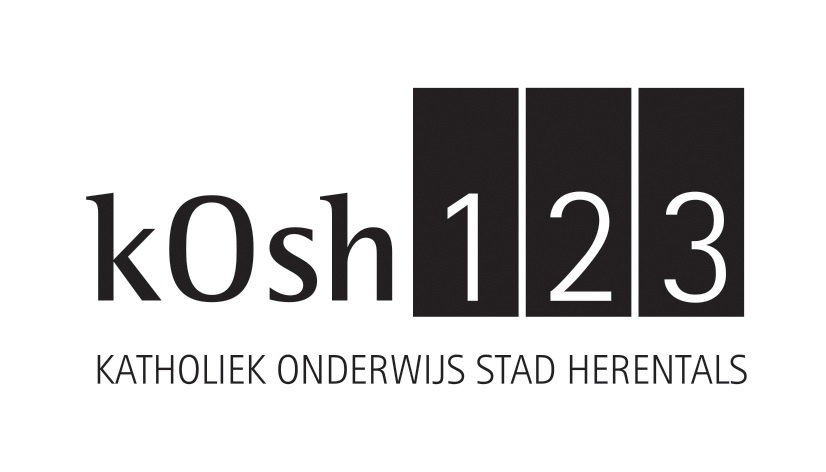 kOsh 1 2 3
KATHOLIEK ONDERWIJS STAD HERENTALS